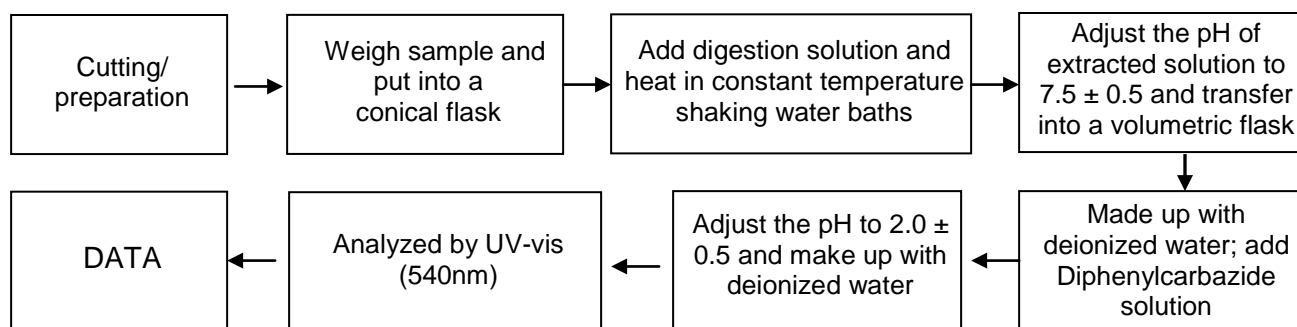 Cutting/
preparation
Weigh sample and
put into a
conical flask
Add digestion solution and
heat in constant temperature
shaking water baths
Adjust the pH of
extracted solution to
7.5 ± 0.5 and transfer
into a volumetric flask
Made up with
deionized water; add
Diphenylcarbazide
solution
Adjust the pH to 2.0 ±
0.5 and make up with
deionized water
Analyzed by UV-vis
(540nm)
DATA